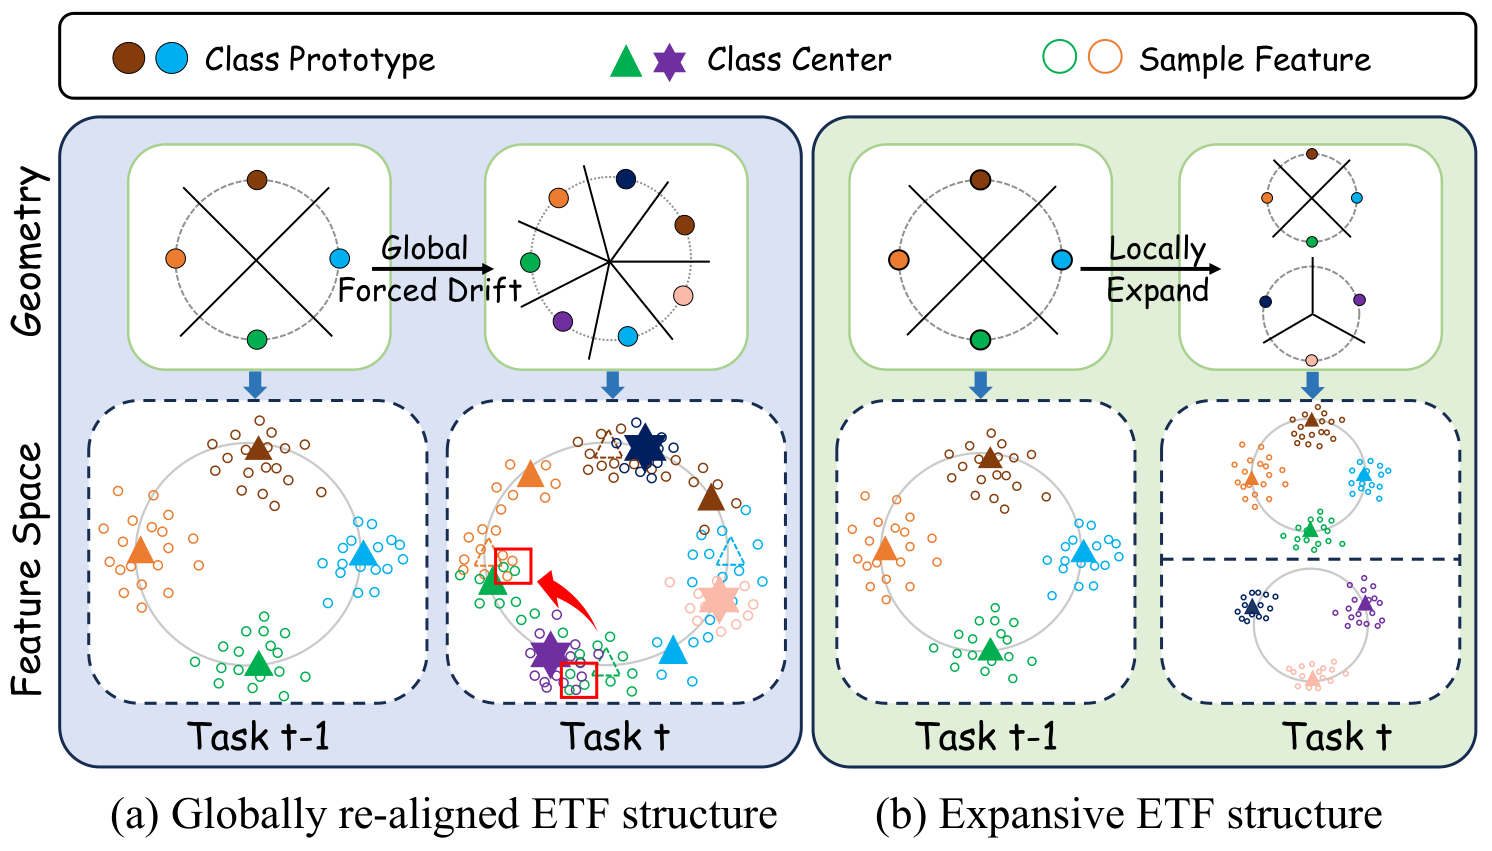 Class Prototype
Class Center
Sample Feature
Geometry
Global
Forced Drift
Locally
Expand
Feature Space
Task t-1
Task t
Task t-1
Task t
(a) Globally re-aligned ETF structure
(b) Expansive ETF structure